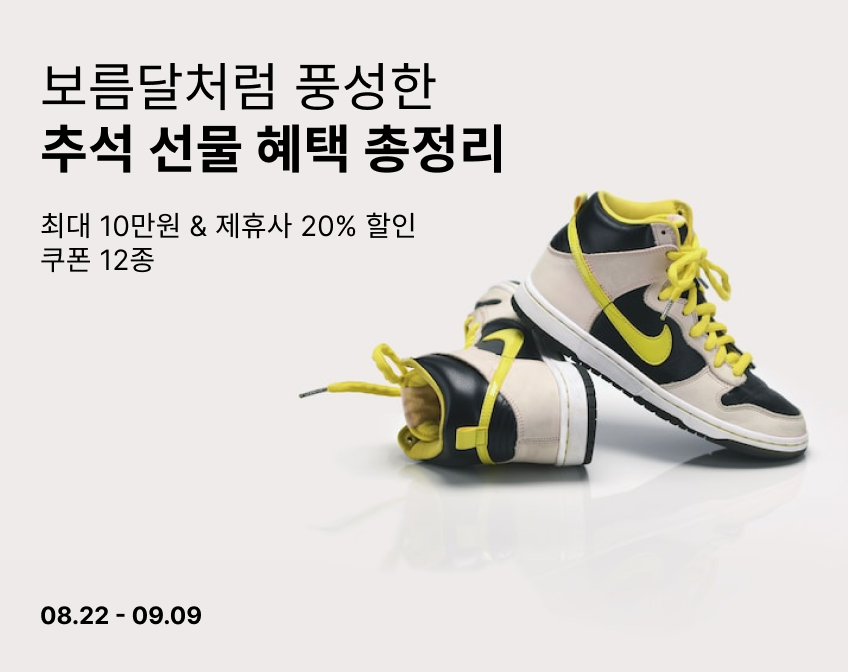 보름달처럼 풍성한
추석 선물 혜택 총정리
최대 10만원 & 제휴사 20% 할인
쿠폰 12종
08.22 - 09.09